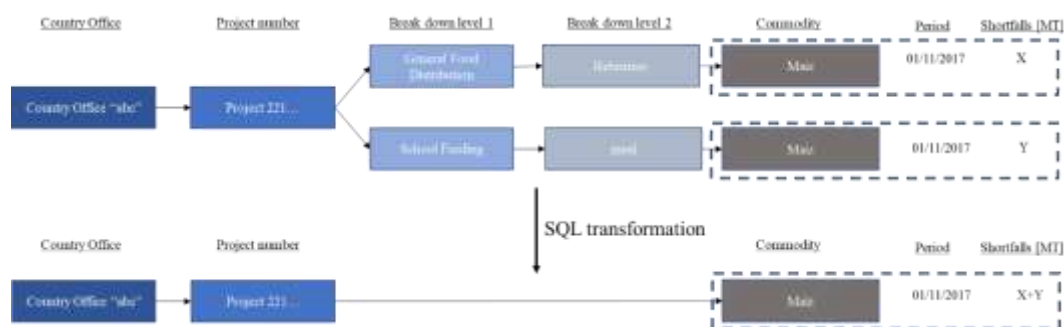 Country Office Project number Break down level 1 Break down level 2 Commodity Period Shortfalls [MT]
General Food
Distribution
Maiz 01/11/2017 X
Country Office "abc" Project 221...
School Feeding Maiz 01/11/2017 Y
SQL transformation
Country Office Project number Commodity Period Shortfalls [MT]
Country Office "abc" Project 221... Maiz 01/11/2017 X+Y